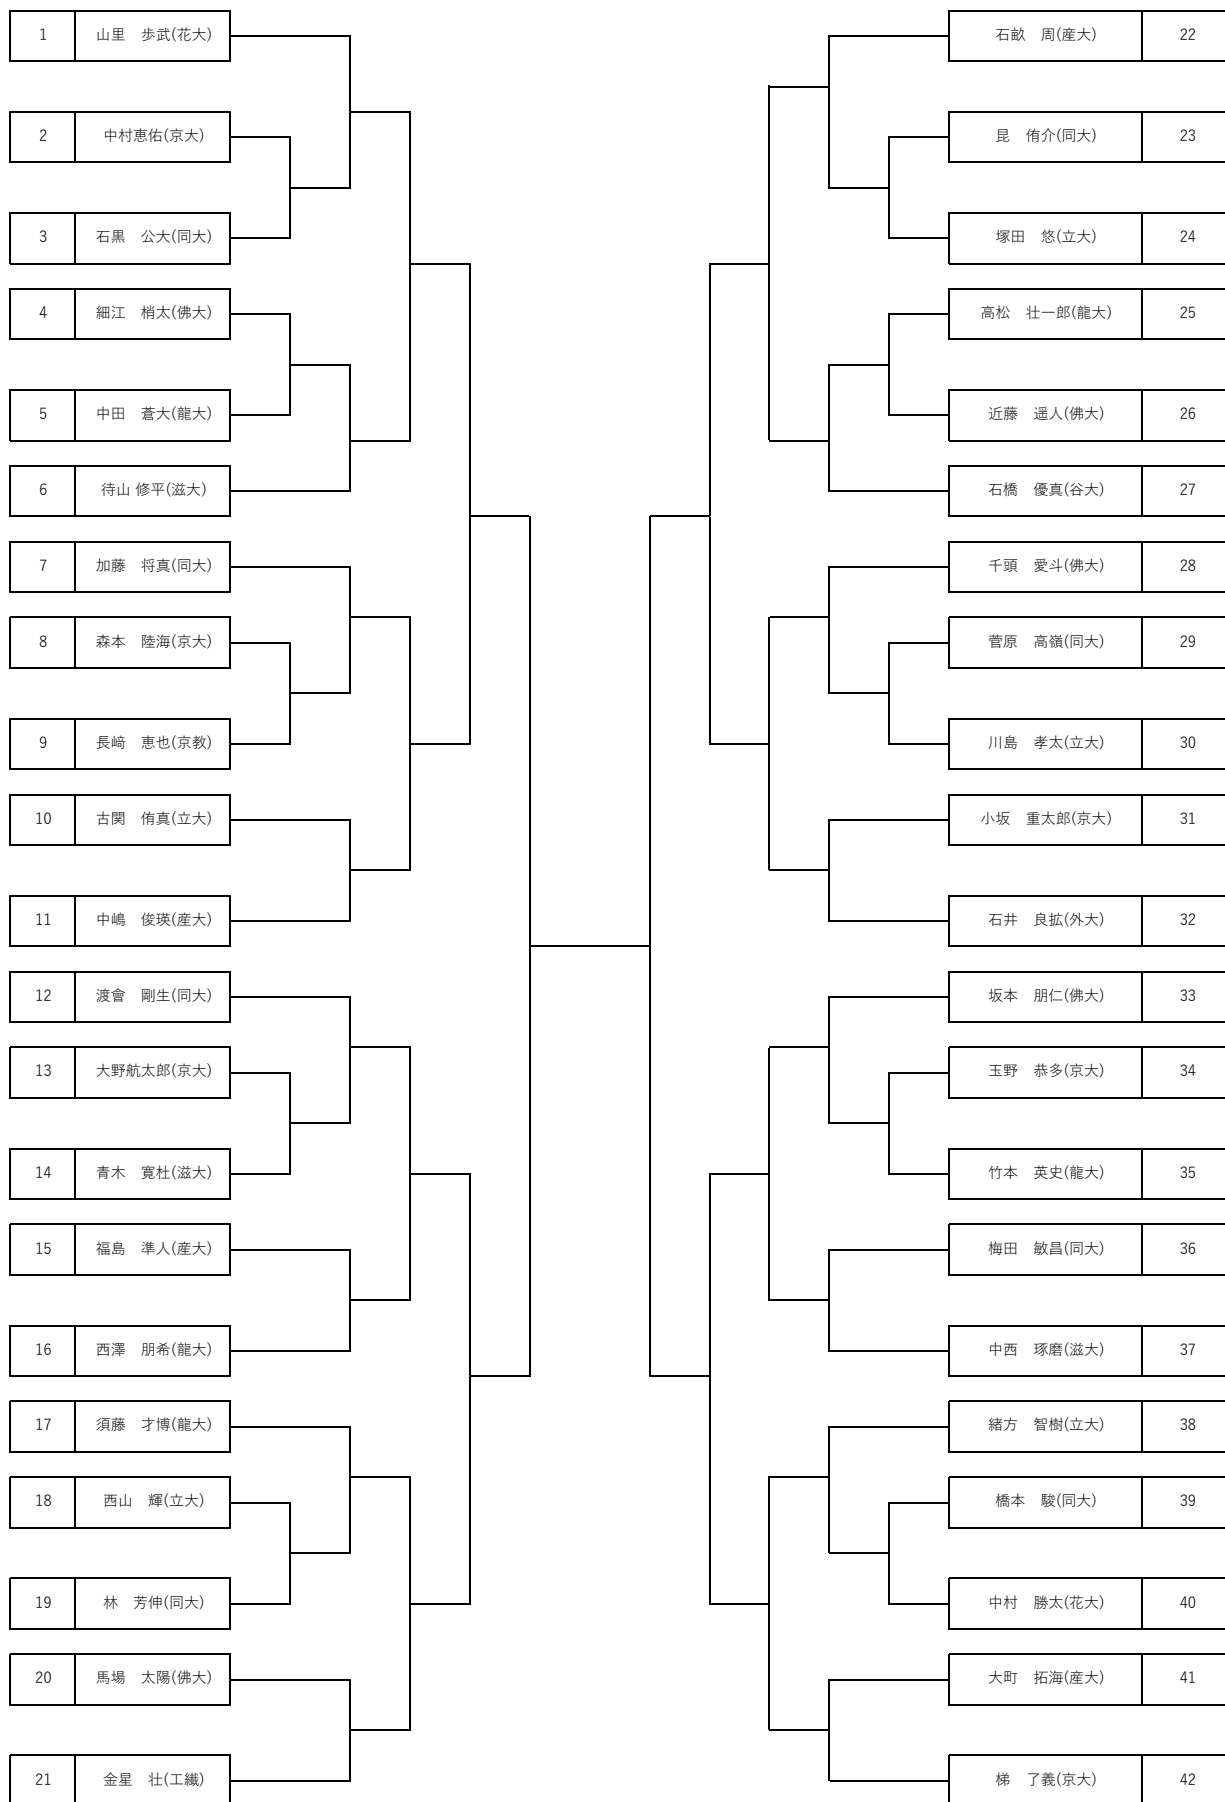 1 山里　歩武(花大)
2 中村恵佑(京大)
3 石黒　公大(同大)
4 細江　梢太(佛大)
5 中田　蒼大(龍大)
6 待山 修平(滋大)
7 加藤　将真(同大)
8 森本　陸海(京大)
9 長﨑　恵也(京教)
10 古関　侑真(立大)
11 中嶋　俊瑛(産大)
12 渡會　剛生(同大)
13 大野航太郎(京大)
14 青木　寛杜(滋大)
15 福島　準人(産大)
16 西澤　朋希(龍大)
17 須藤　才博(龍大)
18 西山　輝(立大)
19 林　芳伸(同大)
20 馬場　太陽(佛大)
21 金星　壮(工繊)
石畝　周(産大) 22
昆　侑介(同大) 23
塚田　悠(立大) 24
高松　壮一郎(龍大) 25
近藤　遥人(佛大) 26
石橋　優真(谷大) 27
千頭　愛斗(佛大) 28
菅原　高嶺(同大) 29
川島　孝太(立大) 30
小坂　重太郎(京大) 31
石井　良拡(外大) 32
坂本　朋仁(佛大) 33
玉野　恭多(京大) 34
竹本　英史(龍大) 35
梅田　敏昌(同大) 36
中西　琢磨(滋大) 37
緒方　智樹(立大) 38
橋本　駿(同大) 39
中村　勝太(花大) 40
大町　拓海(産大) 41
梯　了義(京大) 42